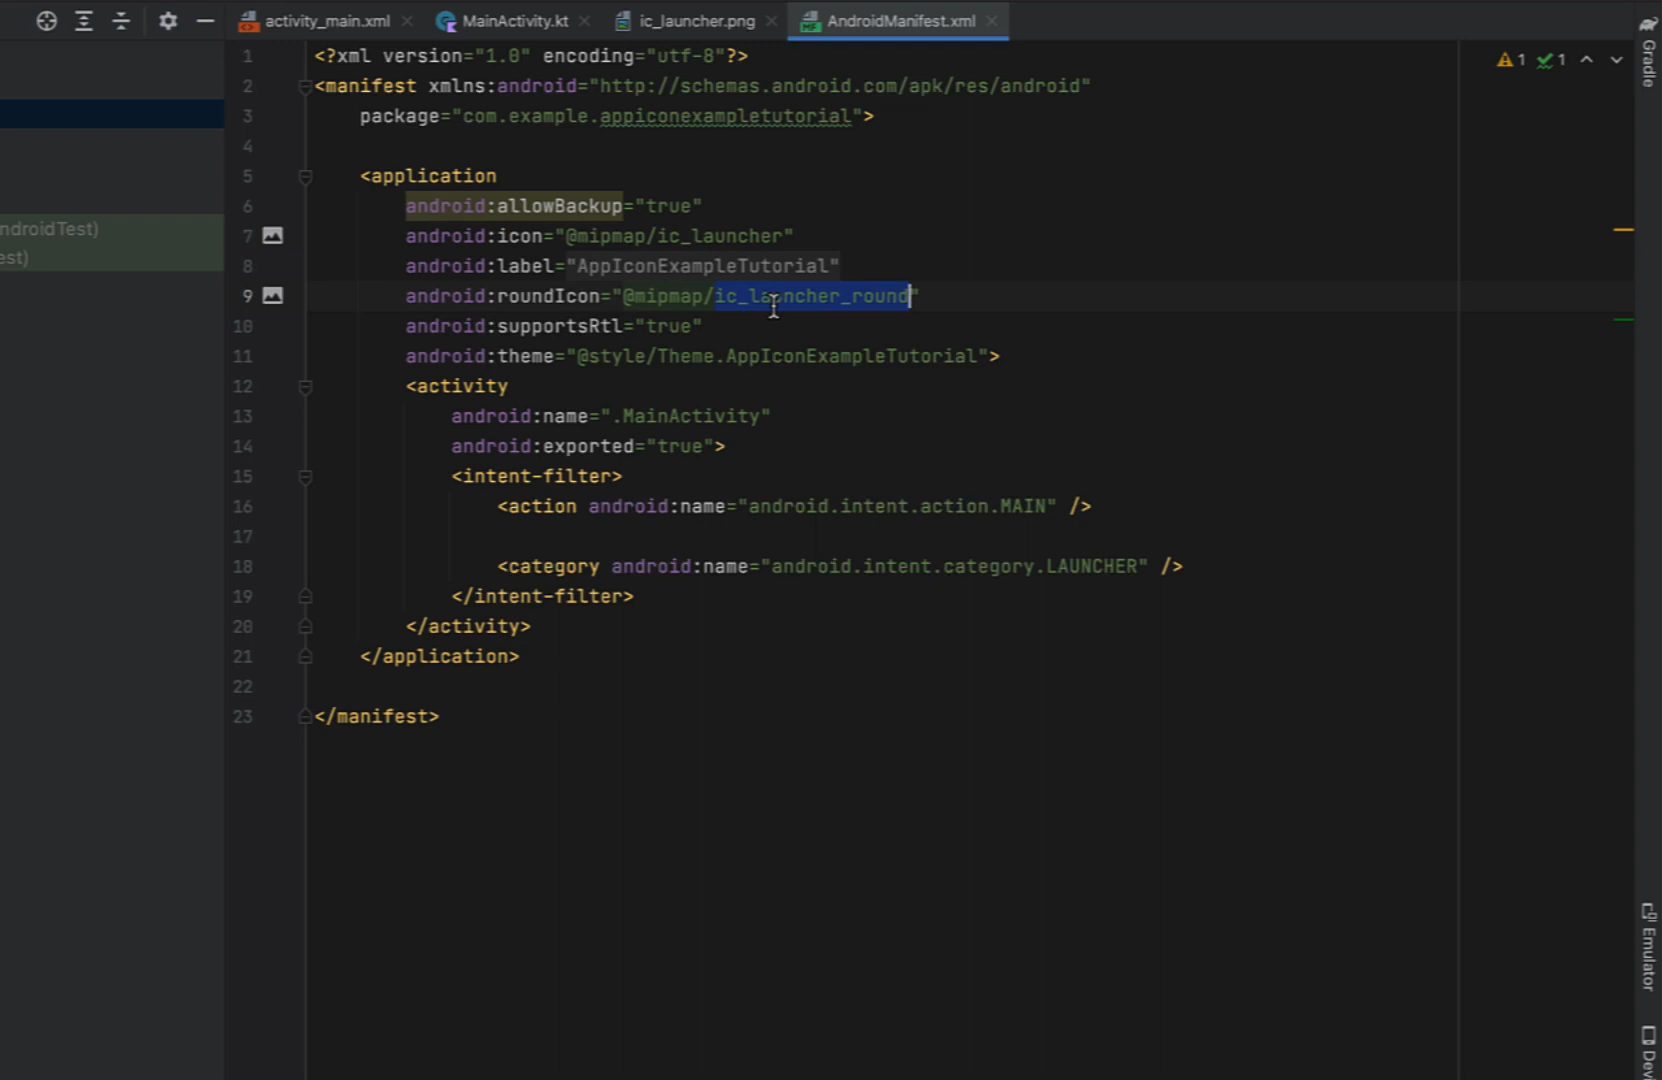 activity_main.xml MainActivity.kt ic_launcher.png AndroidManifest.xml
1 <?xml version="1.0" encoding="utf-8"?>
2 <manifest xmlns:android="http://schemas.android.com/apk/res/android"
3 package="com.example.appiconexampletutorial">
4
5 <application
6 android:allowBackup="true"
7 android:icon="@mipmap/ic_launcher"
8 android:label="AppIconExampleTutorial"
9 android:roundIcon="@mipmap/ic_launcher_round"
10 android:supportsRtl="true"
11 android:theme="@style/Theme.AppIconExampleTutorial">
12 <activity
13 android:name=".MainActivity"
14 android:exported="true">
15 <intent-filter>
16 <action android:name="android.intent.action.MAIN" />
17
18 <category android:name="android.intent.category.LAUNCHER" />
19 </intent-filter>
20 </activity>
21 </application>
22
23 </manifest>
1 1
ndroidTest)
est)
Gradle
Emulator
Devi